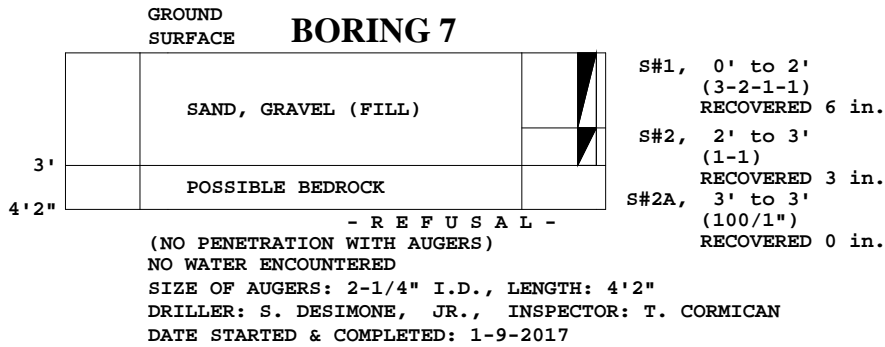 GROUND
SURFACE
BORING 7
S#1, 0' to 2'
(3-2-1-1)
RECOVERED 6 in.
SAND, GRAVEL (FILL)
S#2, 2' to 3'
(1-1)
RECOVERED 3 in.
3'
POSSIBLE BEDROCK
S#2A, 3' to 3'
(100/1")
RECOVERED 0 in.
4'2"
- R E F U S A L -
(NO PENETRATION WITH AUGERS)
NO WATER ENCOUNTERED
SIZE OF AUGERS: 2-1/4" I.D., LENGTH: 4'2"
DRILLER: S. DESIMONE, JR., INSPECTOR: T. CORMICAN
DATE STARTED & COMPLETED: 1-9-2017